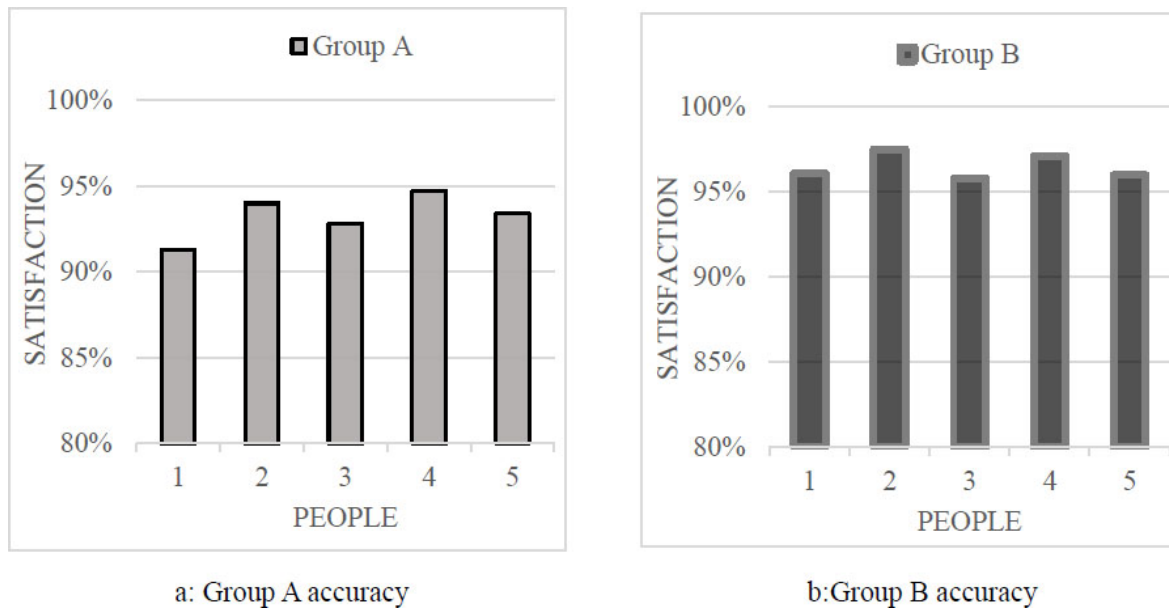 Group A
100%
95%
90%
85%
80%
SATISFACTION
1 2 3 4 5
PEOPLE
a: Group A accuracy
Group B
100%
95%
90%
85%
80%
SATISFACTION
1 2 3 4 5
PEOPLE
b:Group B accuracy